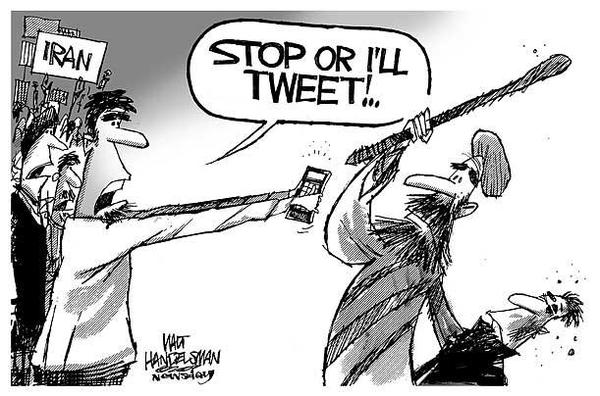 IRAN
STOP OR I'LL
TWEET!..
WALT
HANDELSMAN
NEWSDAY